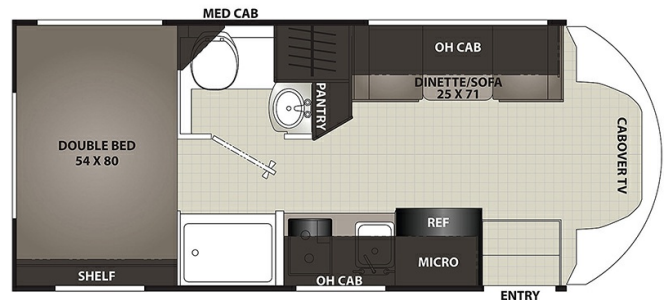 MED CAB
OH CAB
DINETTE/SOFA
25 X 71
PANTRY
CABOVER TV
DOUBLE BED
54 X 80
REF
MICRO
SHELF
OH CAB
ENTRY